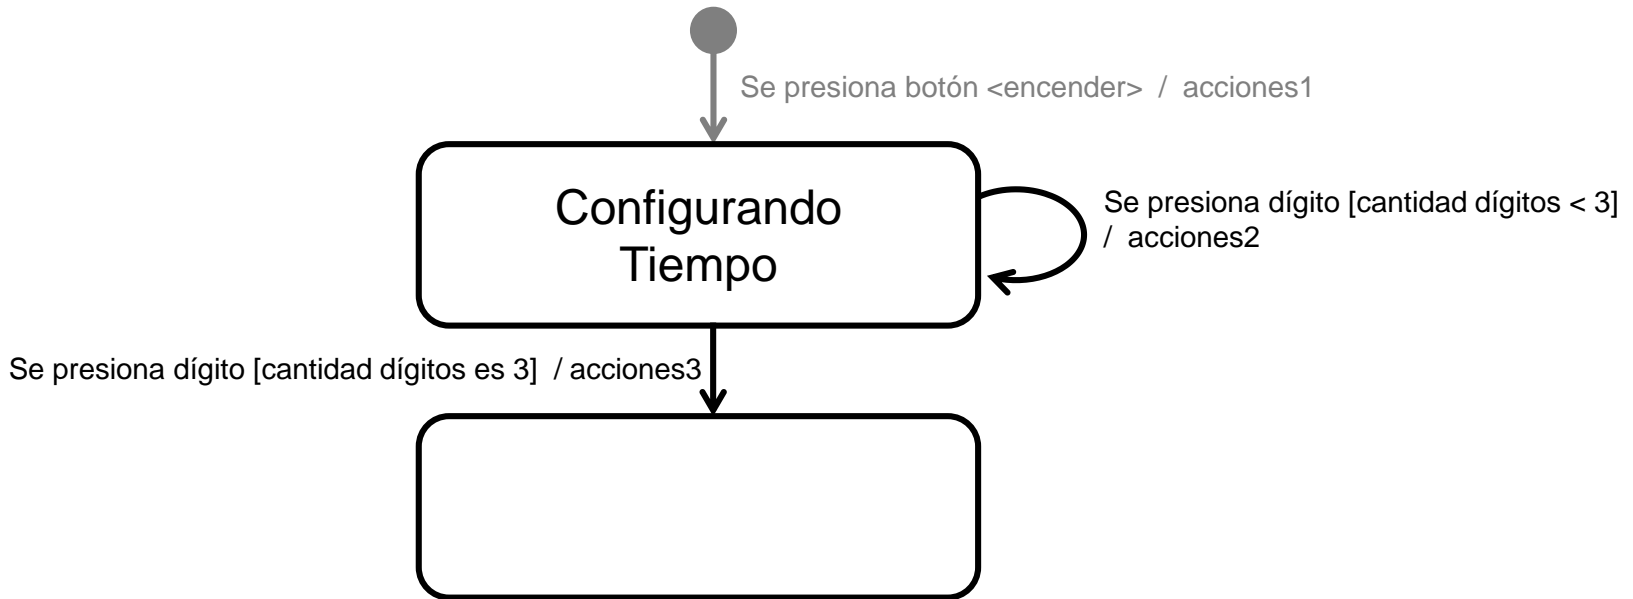 Se presiona botón <encender> / acciones1
Configurando
Tiempo
Se presiona dígito [cantidad dígitos < 3]
/ acciones2
Se presiona dígito [cantidad dígitos es 3] / acciones3